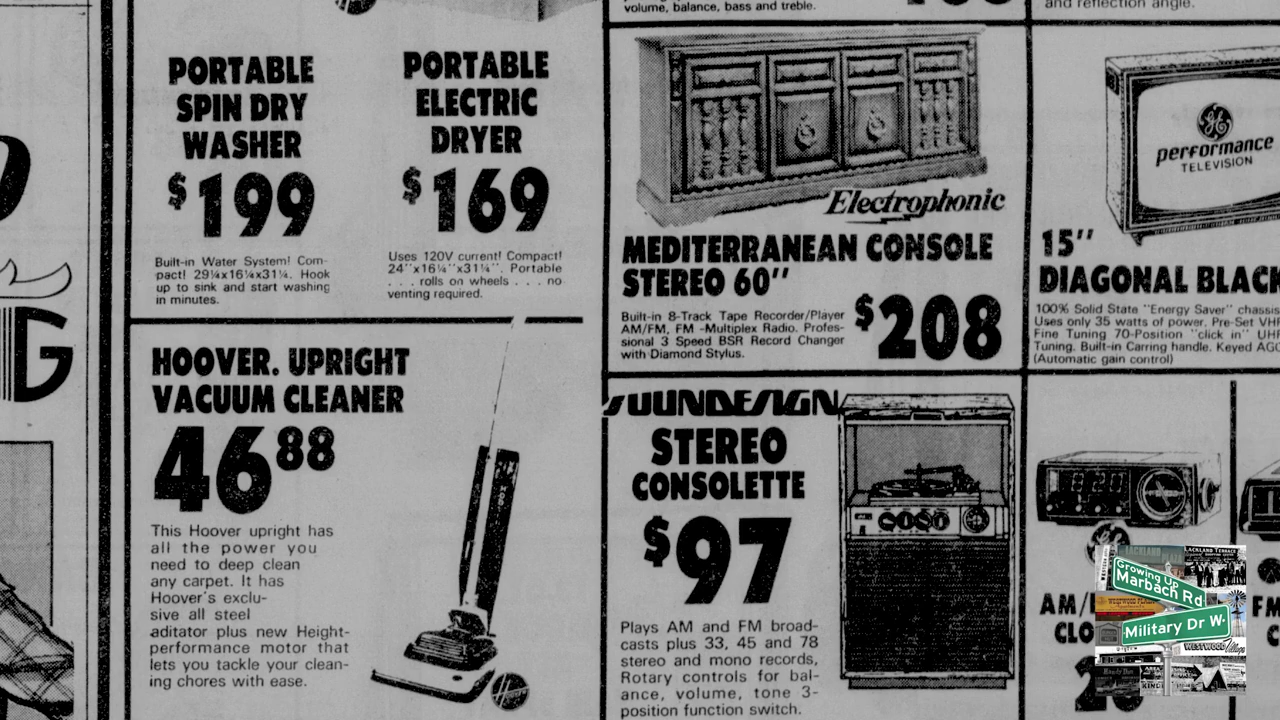 PORTABLE
SPIN DRY
WASHER
$199
Built-in Water System! Com-
pact! 29¼x16¼x31¼. Hook
up to sink and start washing
in minutes.
PORTABLE
ELECTRIC
DRYER
$169
Uses 120V current! Compact!
24"x16¼"x31¼". Portable
. . . rolls on wheels . . . no
venting required.
HOOVER. UPRIGHT
VACUUM CLEANER
46 88
This Hoover upright has
all the power you
need to deep clean
any carpet. It has
Hoover's exclu-
sive all steel
aditator plus new Height-
performance motor that
lets you tackle your clean-
ing chores with ease.
volume, balance, bass and treble.
Electrophonic
MEDITERRANEAN CONSOLE
STEREO 60"
$208
Built-in 8-Track Tape Recorder/Player
AM/FM, FM -Multiplex Radio. Profes-
sional 3 Speed BSR Record Changer
with Diamond Stylus.
SOUNDESIGN
STEREO
CONSOLETTE
$97
Plays AM and FM broad-
casts plus 33, 45 and 78
stereo and mono records,
Rotary controls for bal-
ance, volume, tone 3-
position function switch.
and reflection angle.
GE
performance
TELEVISION
15"
DIAGONAL BLACK
100% Solid State "Energy Saver" chassis
Uses only 35 watts of power. Pre-Set VHF
Fine Tuning 70-Position "click in" UHF
Tuning. Built-in Carring handle. Keyed AGC
(Automatic gain control)
AM/
CLO
Growing Up
Marbach Rd
Military Dr W.
LACKLAND TERRACE
WESTWOOD Village